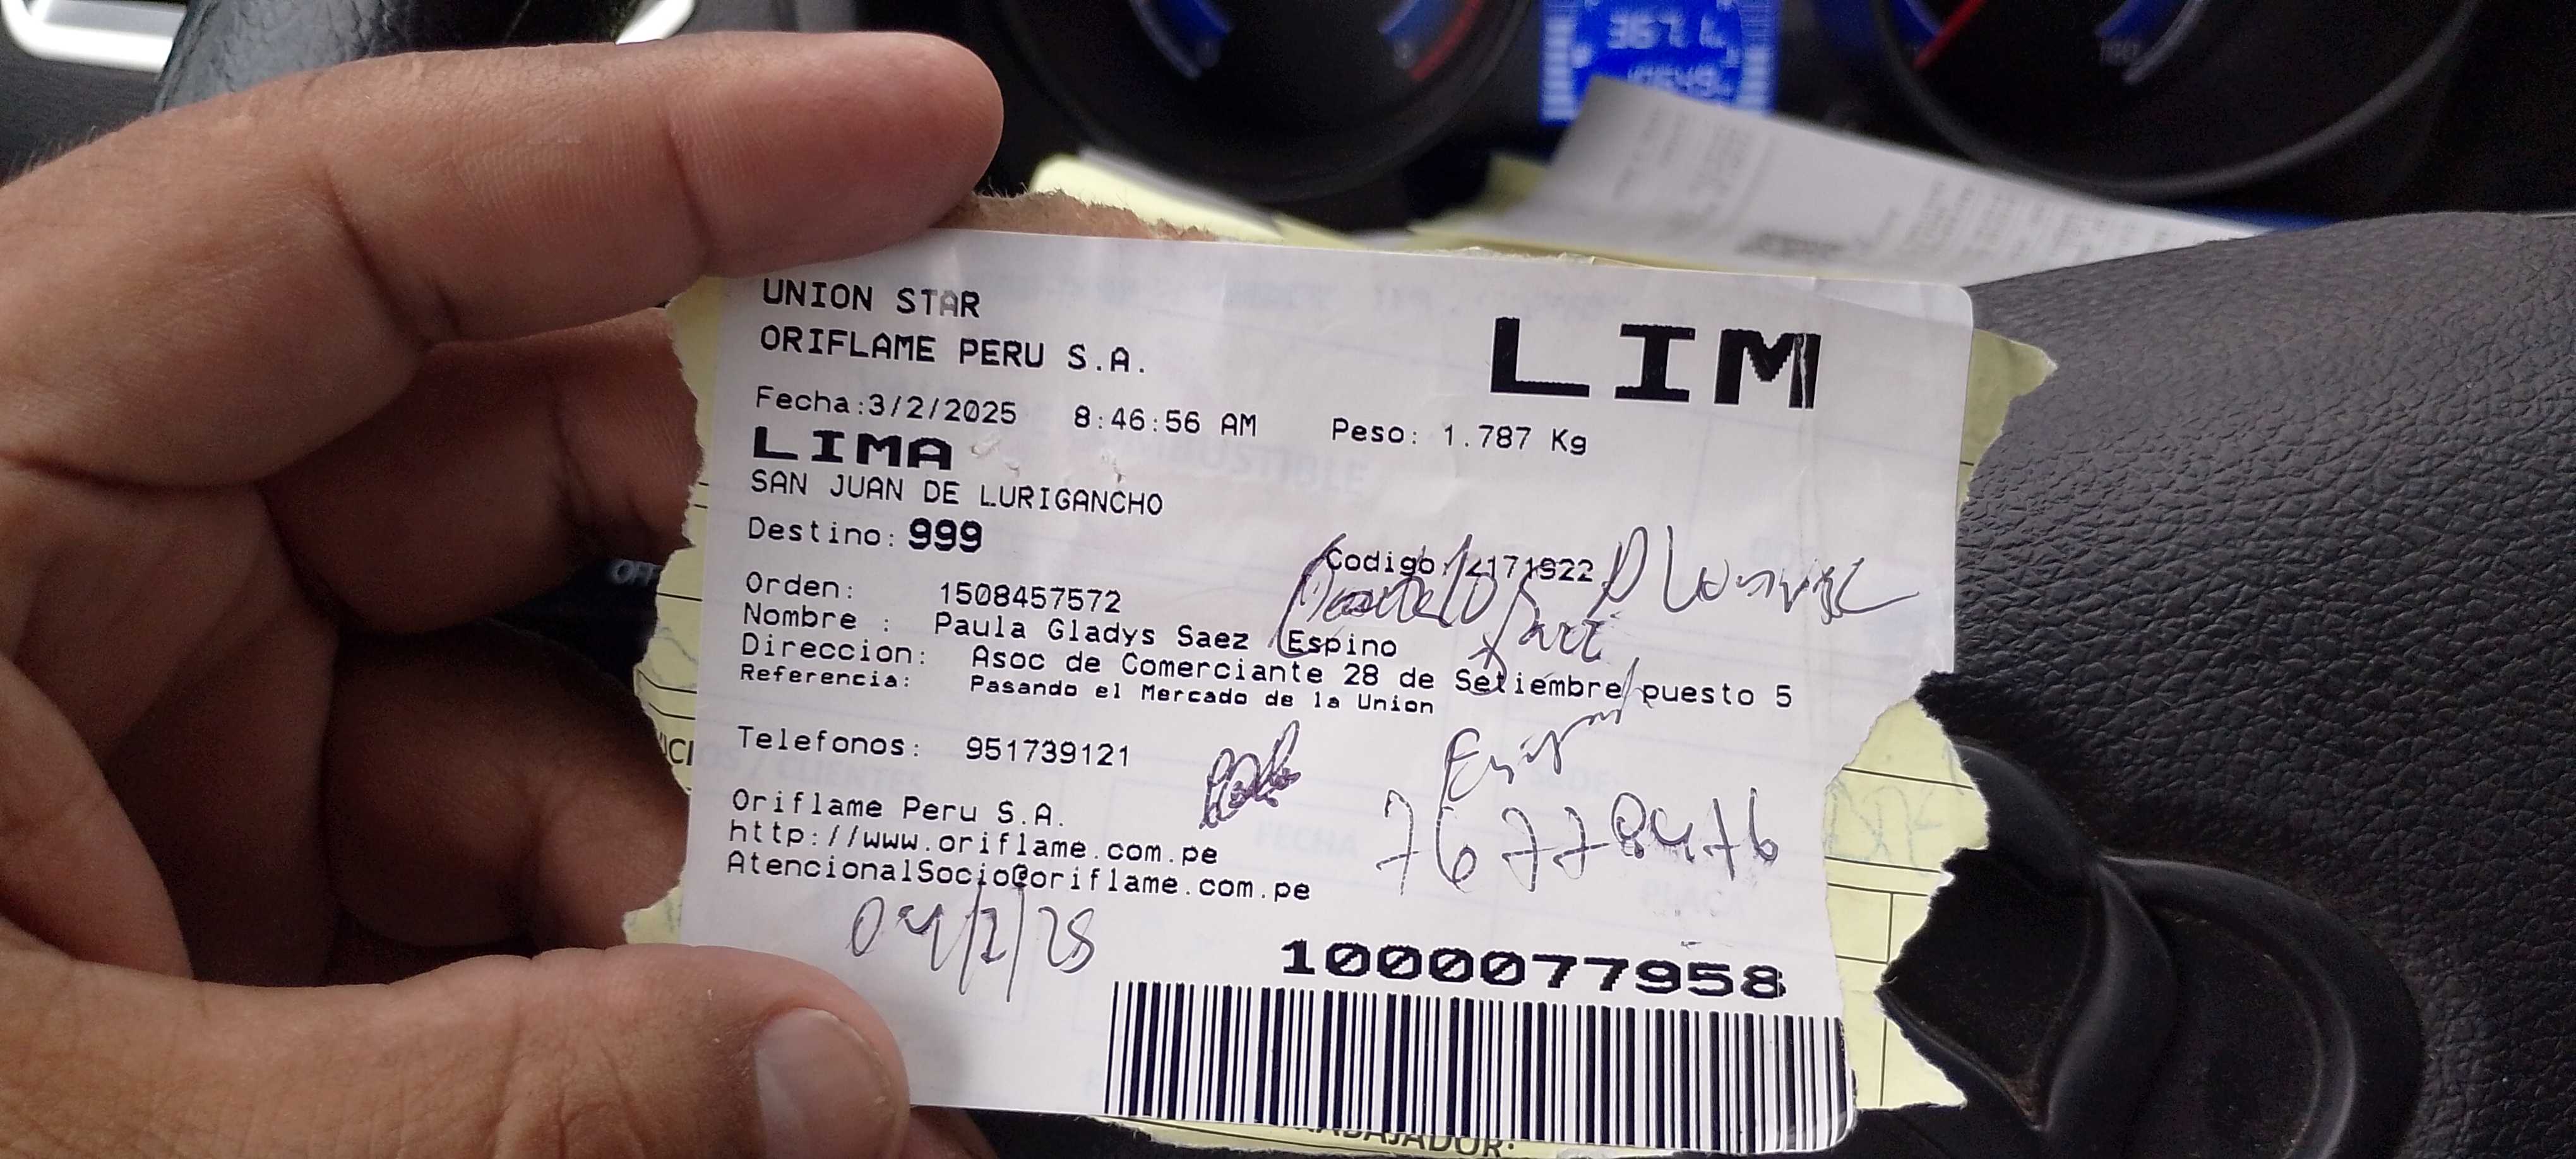 UNION STAR
ORIFLAME PERU S.A.
LIM
Fecha:3/2/2025 8:46:56 AM Peso: 1.787 Kg
LIMA
SAN JUAN DE LURIGANCHO
Destino: 999
Codigo: 2171922
Orden: 1508457572
Nombre : Paula Gladys Saez Espino
Direccion: Asoc de Comerciante 28 de Setiembre puesto 5
Referencia: Pasando el Mercado de la Union
Telefonos: 951739121
Oriflame Peru S.A.
http://www.oriflame.com.pe
AtencionalSocio@oriflame.com.pe
04/2/25
1000077958